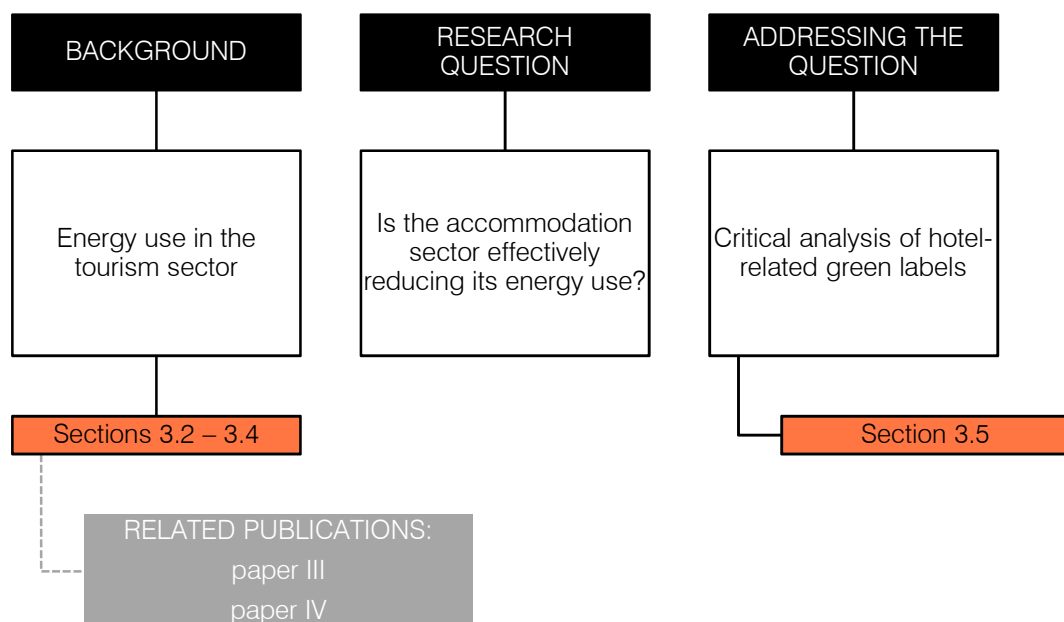 BACKGROUND
Energy use in the
tourism sector
Sections 3.2 – 3.4
RELATED PUBLICATIONS:
paper III
paper IV
RESEARCH
QUESTION
Is the accommodation
sector effectively
reducing its energy use?
ADDRESSING THE
QUESTION
Critical analysis of hotel-
related green labels
Section 3.5